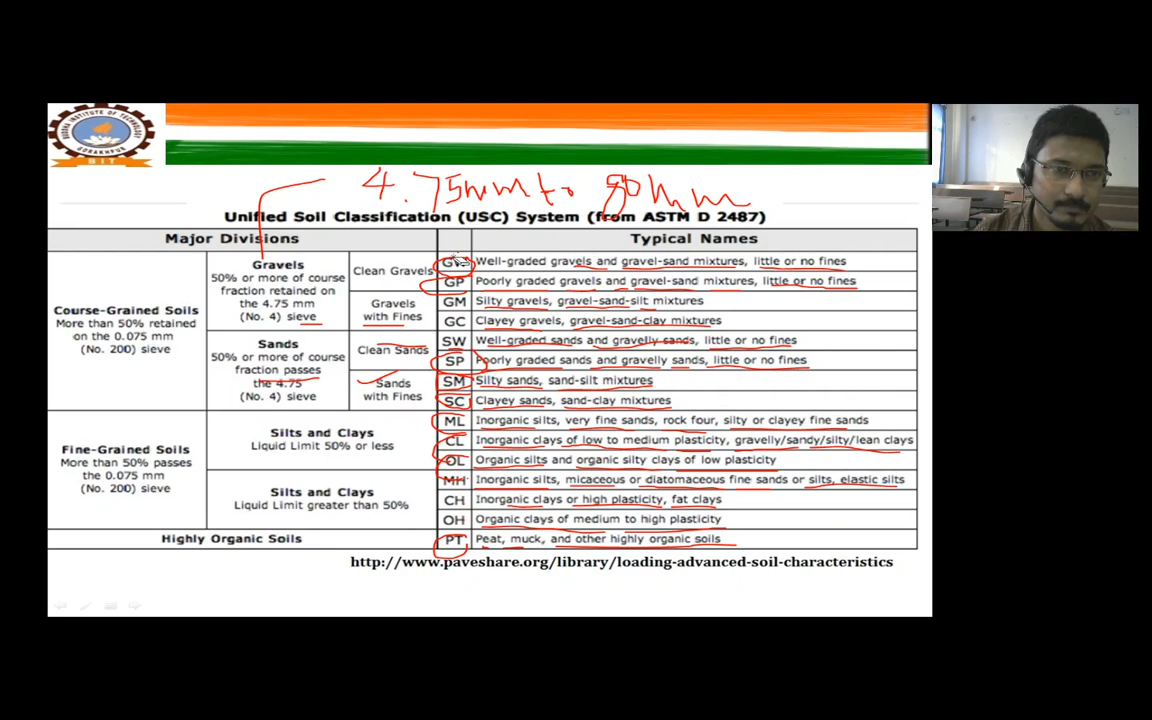 BUDDHA INSTITUTE OF TECHNOLOGY
GORAKHPUR
BIT
4.75mm to 80mm
Unified Soil Classification (USC) System (from ASTM D 2487)
Major Divisions
Typical Names
Course-Grained Soils
More than 50% retained
on the 0.075 mm
(No. 200) sieve
Gravels
50% or more of course
fraction retained on
the 4.75 mm
(No. 4) sieve
Clean Gravels
Well-graded gravels and gravel-sand mixtures, little or no fines
GP Poorly graded gravels and gravel-sand mixtures, little or no fines
Gravels
with Fines
GM Silty gravels, gravel-sand-silt mixtures
GC Clayey gravels, gravel-sand-clay mixtures
Sands
50% or more of course
fraction passes
the 4.75
(No. 4) sieve
Clean Sands
SW Well-graded sands and gravelly sands, little or no fines
SP Poorly graded sands and gravelly sands, little or no fines
Sands
with Fines
SM Silty sands, sand-silt mixtures
SC Clayey sands, sand-clay mixtures
Fine-Grained Soils
More than 50% passes
the 0.075 mm
(No. 200) sieve
Silts and Clays
Liquid Limit 50% or less
ML Inorganic silts, very fine sands, rock four, silty or clayey fine sands
CL Inorganic clays of low to medium plasticity, gravelly/sandy/silty/lean clays
OL Organic silts and organic silty clays of low plasticity
Silts and Clays
Liquid Limit greater than 50%
MH Inorganic silts, micaceous or diatomaceous fine sands or silts, elastic silts
CH Inorganic clays or high plasticity, fat clays
OH Organic clays of medium to high plasticity
Highly Organic Soils
PT Peat, muck, and other highly organic soils
http://www.paveshare.org/library/loading-advanced-soil-characteristics